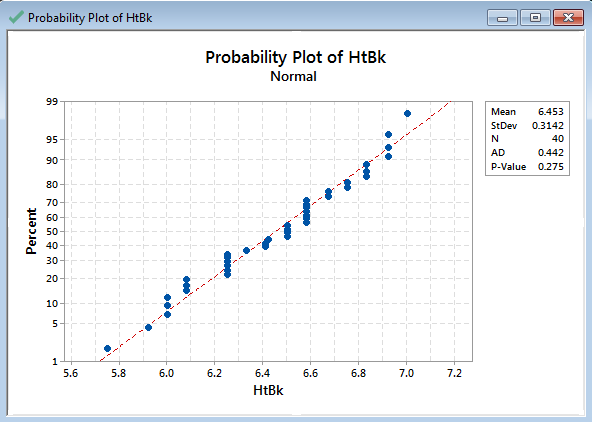 Probability Plot of HtBk
Probability Plot of HtBk
Normal
99
95
90
80
70
60
50
40
30
20
10
5
1
Percent
5.6 5.8 6.0 6.2 6.4 6.6 6.8 7.0 7.2
HtBk
Mean 6.453
StDev 0.3142
N 40
AD 0.442
P-Value 0.275